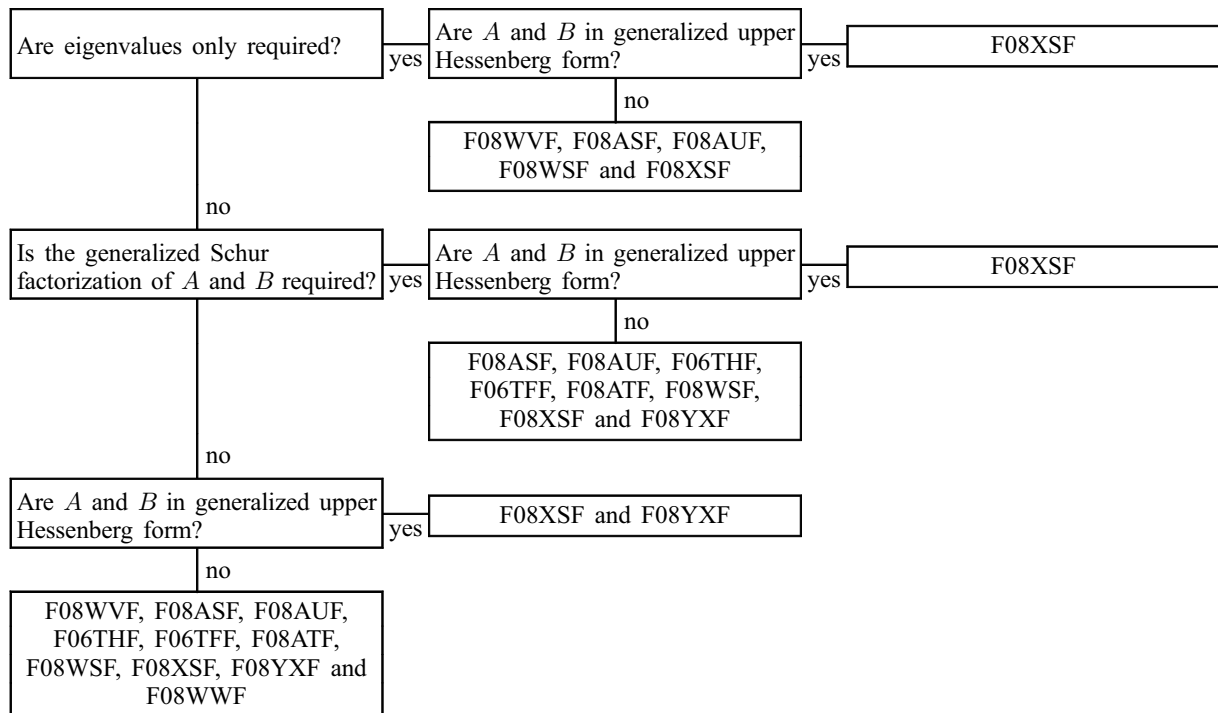 Are eigenvalues only required?
yes
Are A and B in generalized upper
Hessenberg form?
yes
F08XSF
no
F08WVF, F08ASF, F08AUF,
F08WSF and F08XSF
no
Is the generalized Schur
factorization of A and B required?
yes
Are A and B in generalized upper
Hessenberg form?
yes
F08XSF
no
F08ASF, F08AUF, F06THF,
F06TFF, F08ATF, F08WSF,
F08XSF and F08YXF
no
Are A and B in generalized upper
Hessenberg form?
yes
F08XSF and F08YXF
no
F08WVF, F08ASF, F08AUF,
F06THF, F06TFF, F08ATF,
F08WSF, F08XSF, F08YXF and
F08WWF